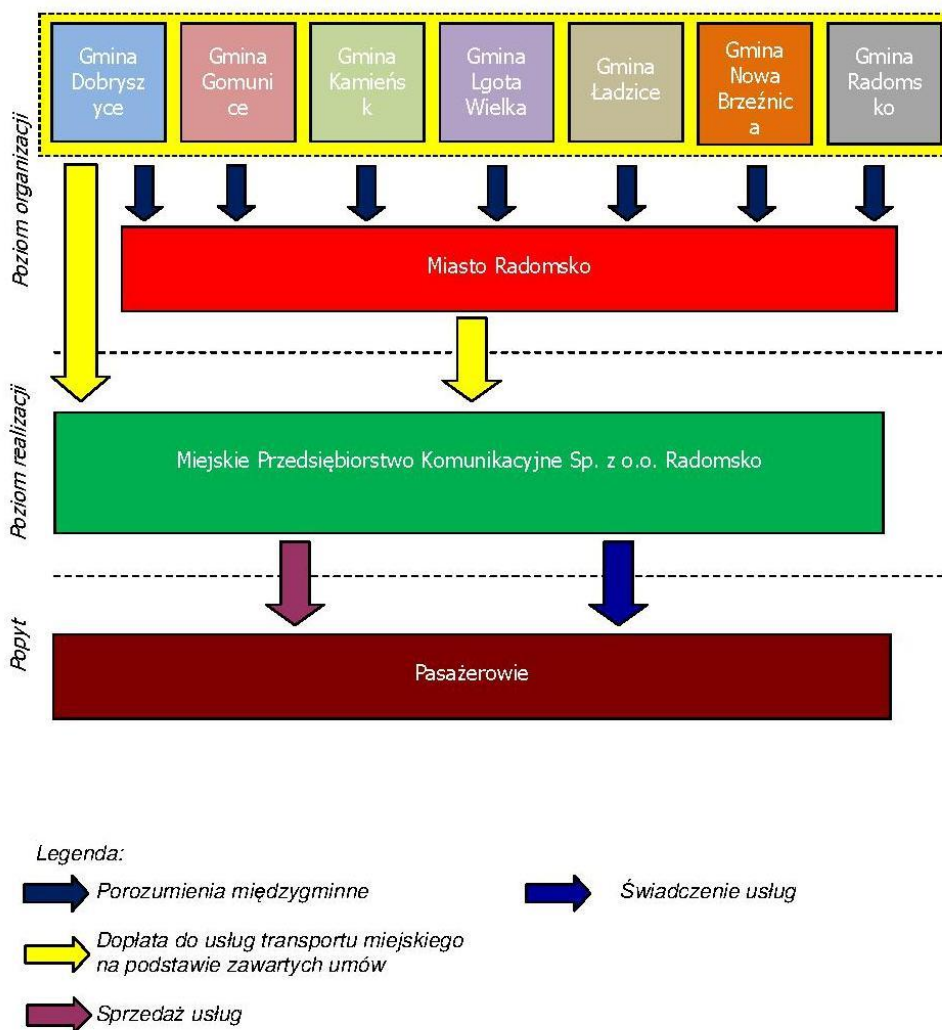 Gmina
Dobrysz
yce
Gmina
Gomuni
ce
Gmina
Kamieńs
k
Gmina
Lgota
Wielka
Gmina
Ładzice
Gmina
Nowa
Brzeźnic
a
Gmina
Radoms
ko
Poziom organizacji
Miasto Radomsko
Poziom realizacji
Miejskie Przedsiębiorstwo Komunikacyjne Sp. z o.o. Radomsko
Popyt
Pasażerowie
Legenda:
Porozumienia międzygminne
Świadczenie usług
Dopłata do usług transportu miejskiego
na podstawie zawartych umów
Sprzedaż usług